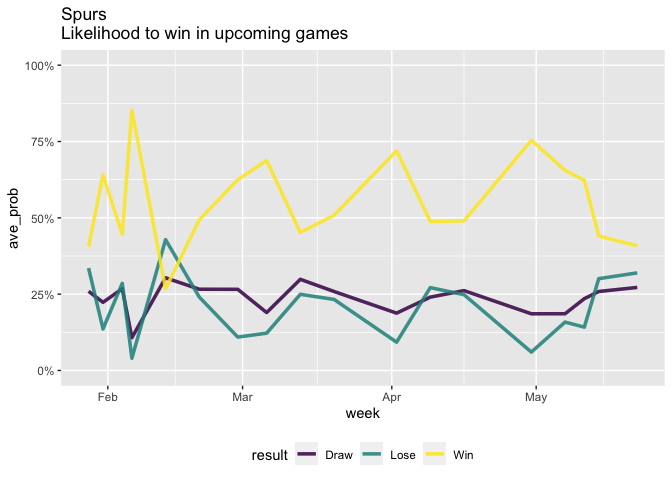 Spurs
Likelihood to win in upcoming games
100%
75%
50%
25%
0%
ave_prob
Feb Mar Apr May
week
result Draw Lose Win